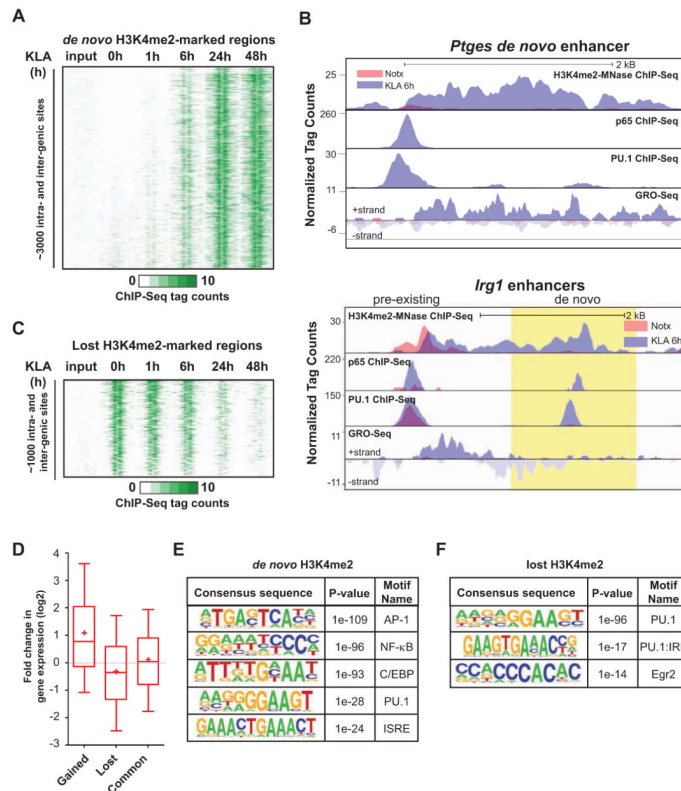 A
de novo H3K4me2-marked regions
KLA input 0h 1h 6h 24h 48h
(h)
~3000 intra- and inter-genic sites
0 10
ChIP-Seq tag counts
B
Ptges de novo enhancer
2 kB
Notx
KLA 6h
H3K4me2-MNase ChIP-Seq
25
260
p65 ChIP-Seq
30
PU.1 ChIP-Seq
11
GRO-Seq
+strand
-6
-strand
Normalized Tag Counts
Irg1 enhancers
pre-existing de novo
H3K4me2-MNase ChIP-Seq
2 kB
30
Notx
KLA 6h
220
p65 ChIP-Seq
150
PU.1 ChIP-Seq
11
GRO-Seq
+strand
-11
-strand
Normalized Tag Counts
C
Lost H3K4me2-marked regions
KLA input 0h 1h 6h 24h 48h
(h)
~1000 intra- and
inter-genic sites
0 10
ChIP-Seq tag counts
D
Fold change in
gene expression (log2)
4
3
2
1
0
-1
-2
-3
Gained
Lost
Common
E
de novo H3K4me2
Consensus sequence P-value Motif
Name
ATGAGTCA 1e-109 AP-1
GGAAATCCCC 1e-96 NF-κB
ATTTTGCAAT 1e-93 C/EBP
GGGGAAGT 1e-28 PU.1
GAAACTGAAACT 1e-24 ISRE
F
lost H3K4me2
Consensus sequence P-value Motif
Nam
GAGGAAGT 1e-96 PU.1
GAAGTGAAAC 1e-17 PU.1:IR
CCCACAC 1e-14 Egr2